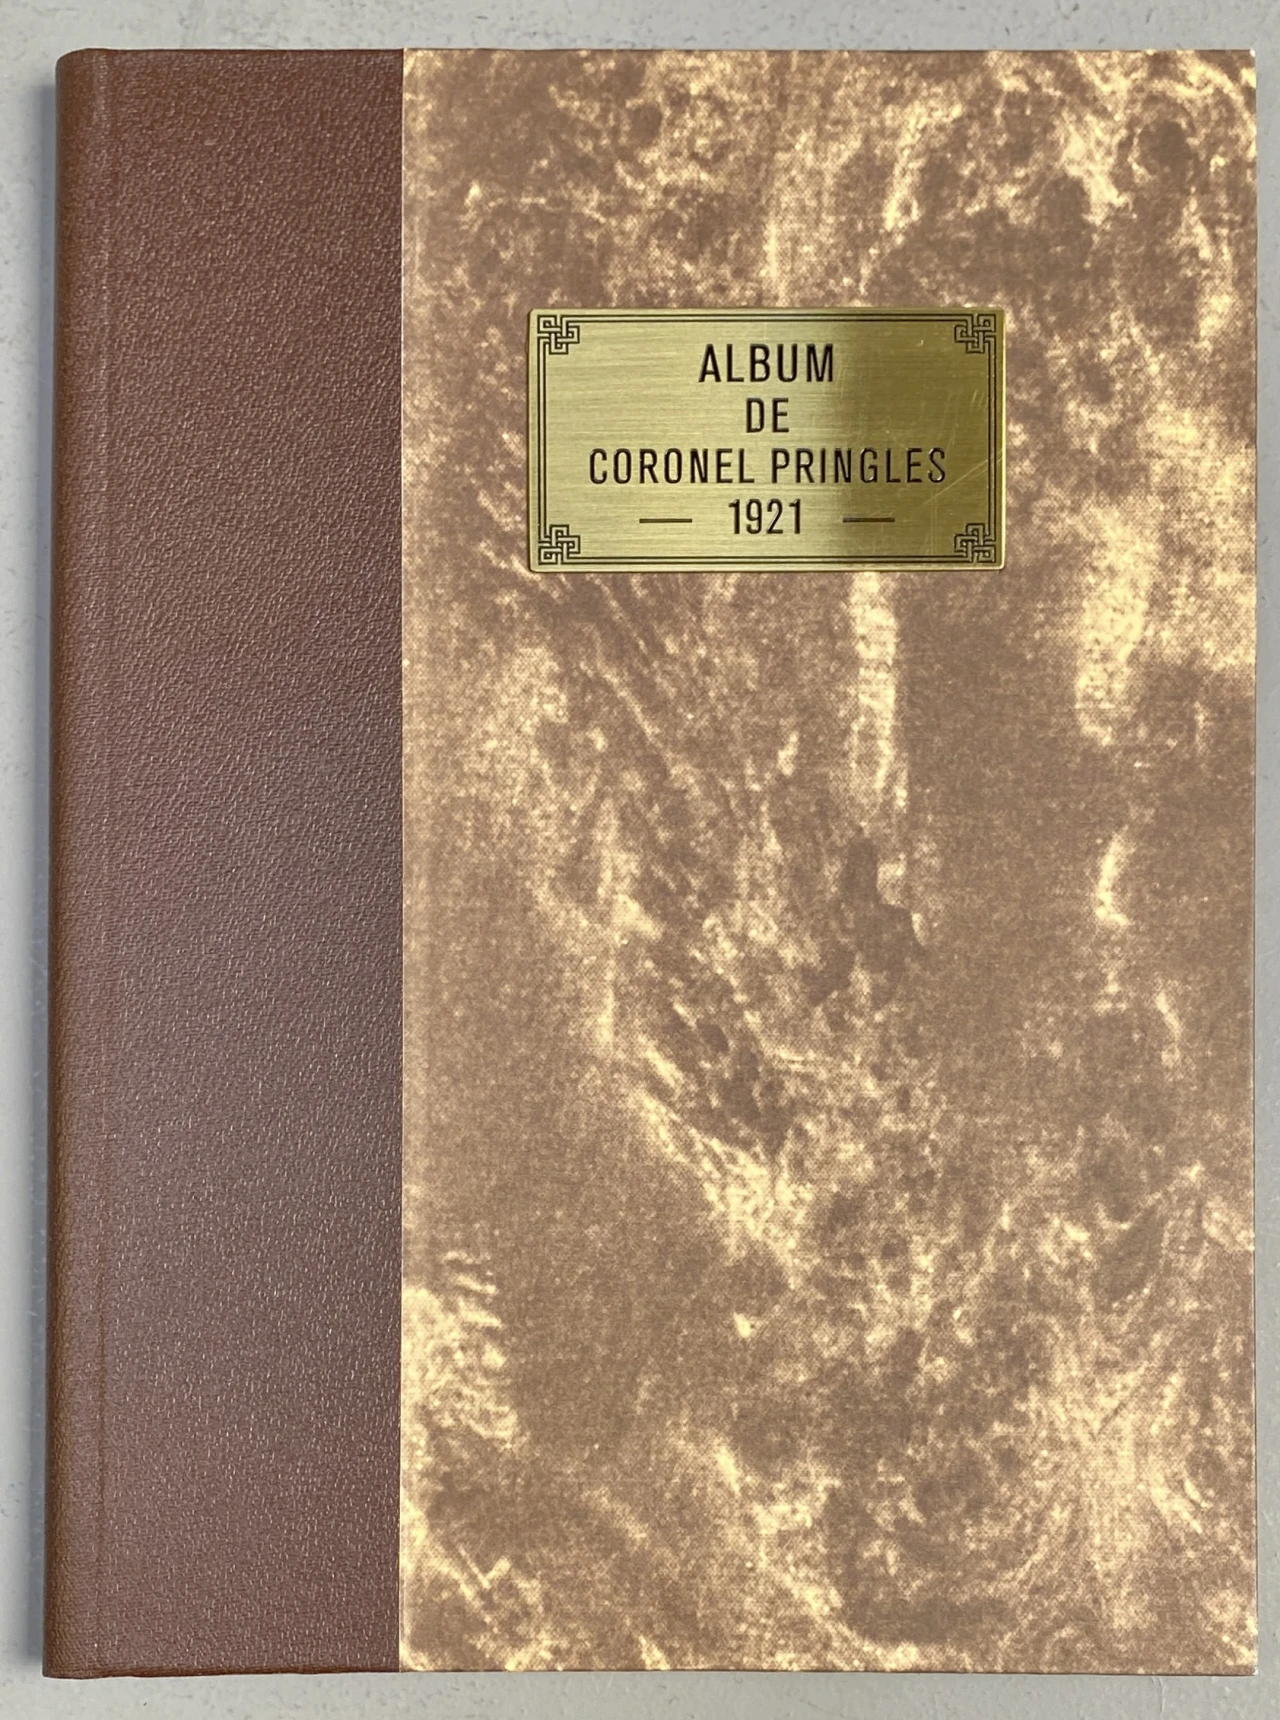 ALBUM
DE
CORONEL PRINGLES
— 1921 —